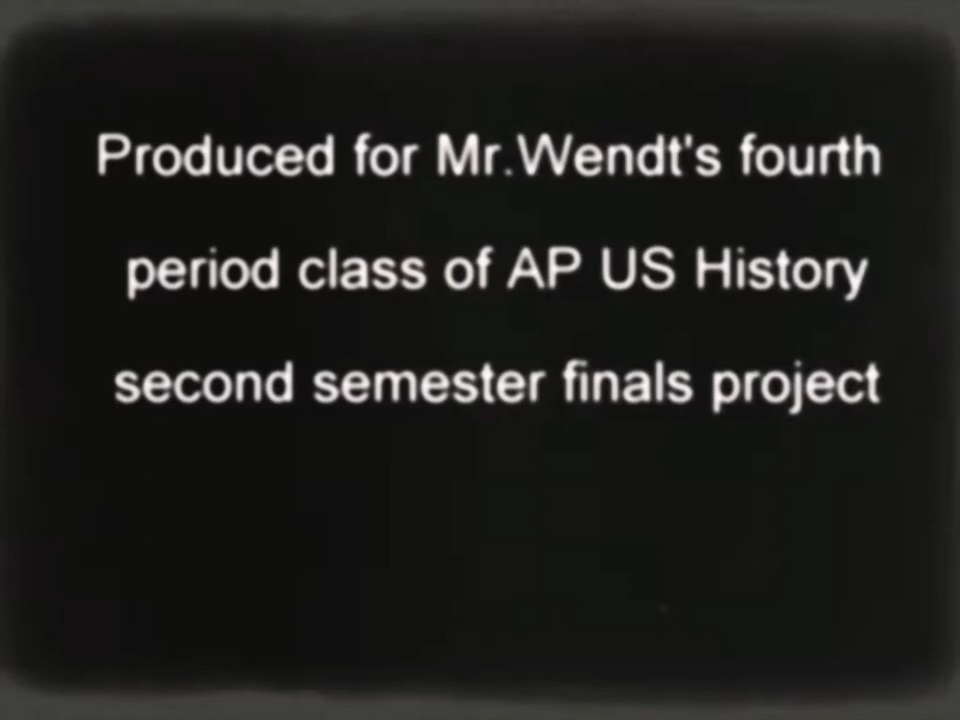 Produced for Mr.Wendt's fourth
period class of AP US History
second semester finals project